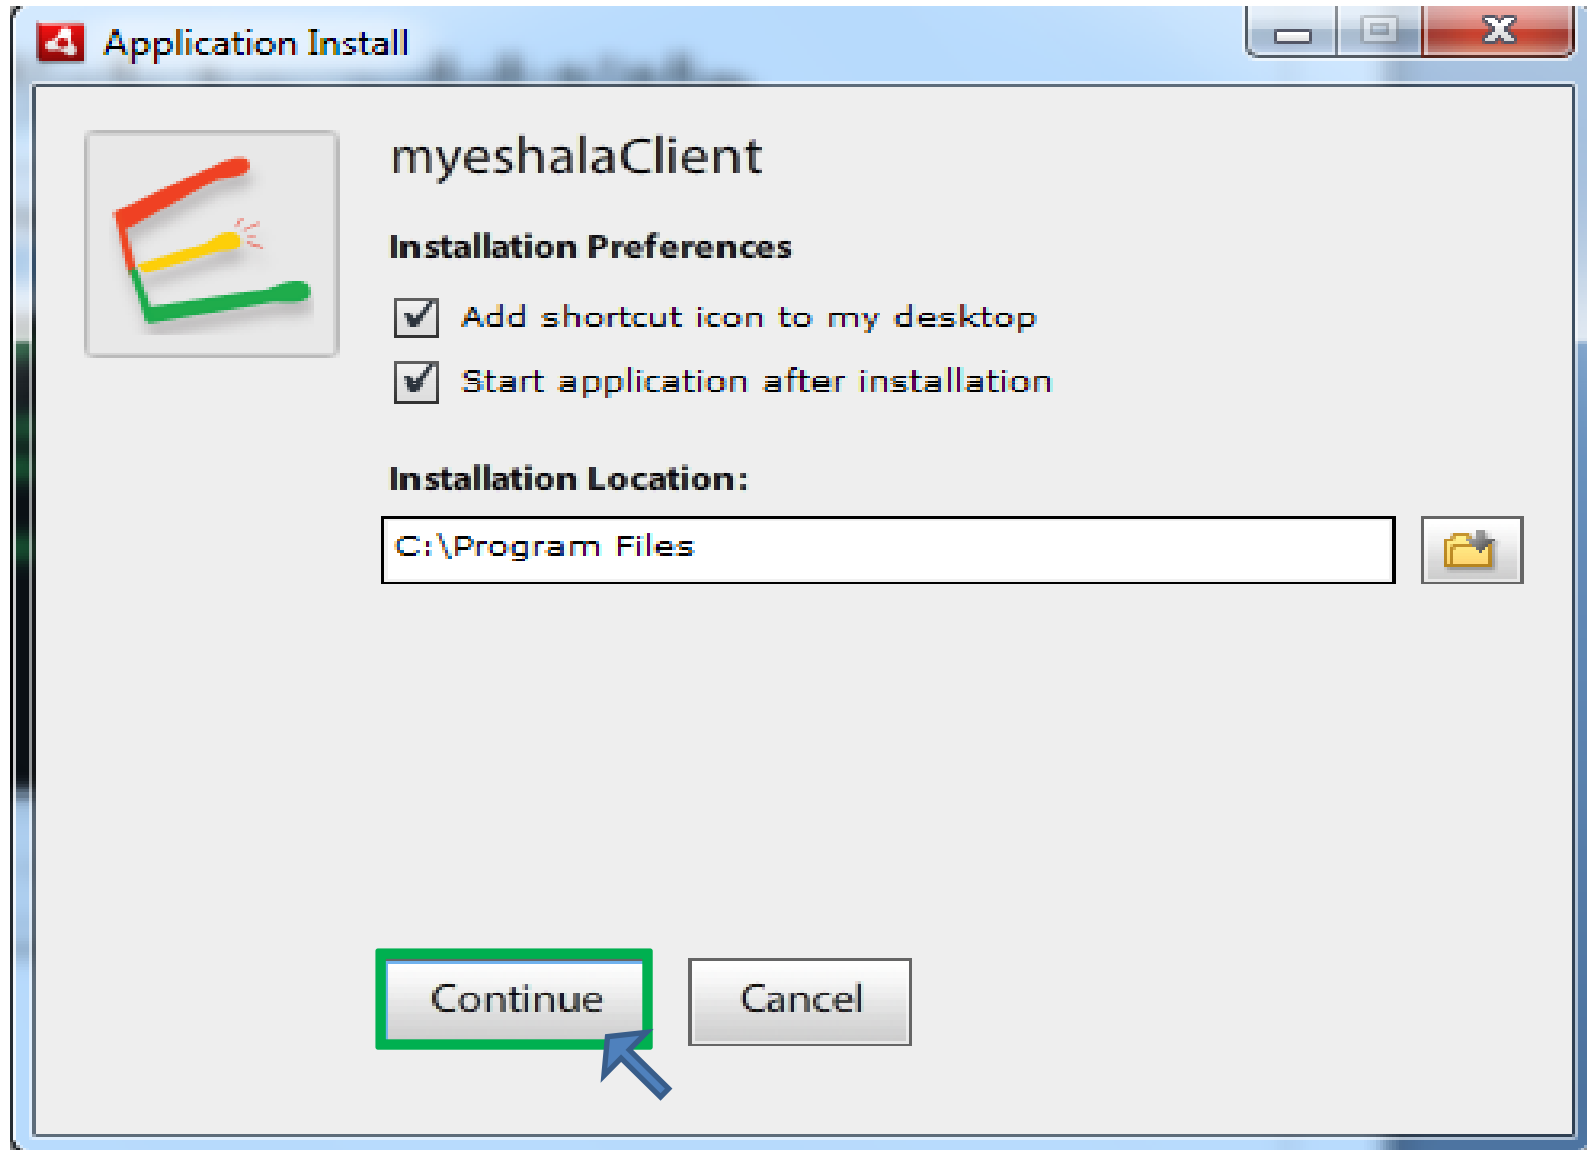 Application Install
myeshalaClient
Installation Preferences
Add shortcut icon to my desktop
Start application after installation
Installation Location:
C:\Program Files
Continue
Cancel